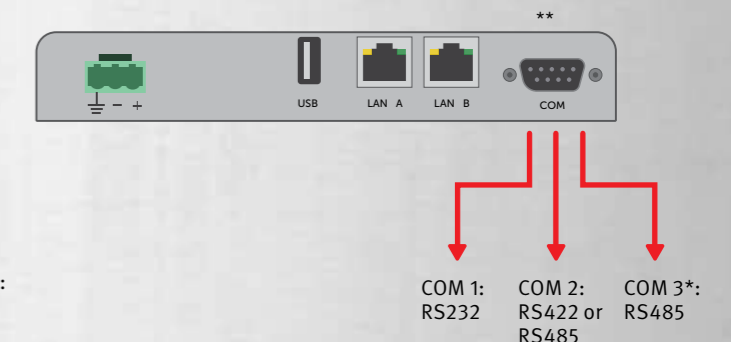 **
USB
LAN A
LAN B
COM
- +
:
COM 1:
RS232
COM 2:
RS422 or
RS485
COM 3*:
RS485